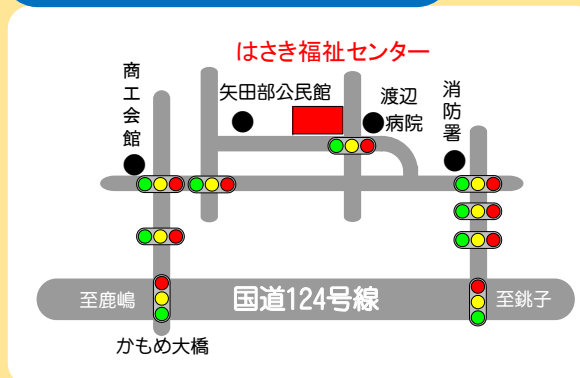 はさき福祉センター
商工会館
矢田部公民館
渡辺
病院
消防署
至鹿嶋
国道124号線
至銚子
かもめ大橋